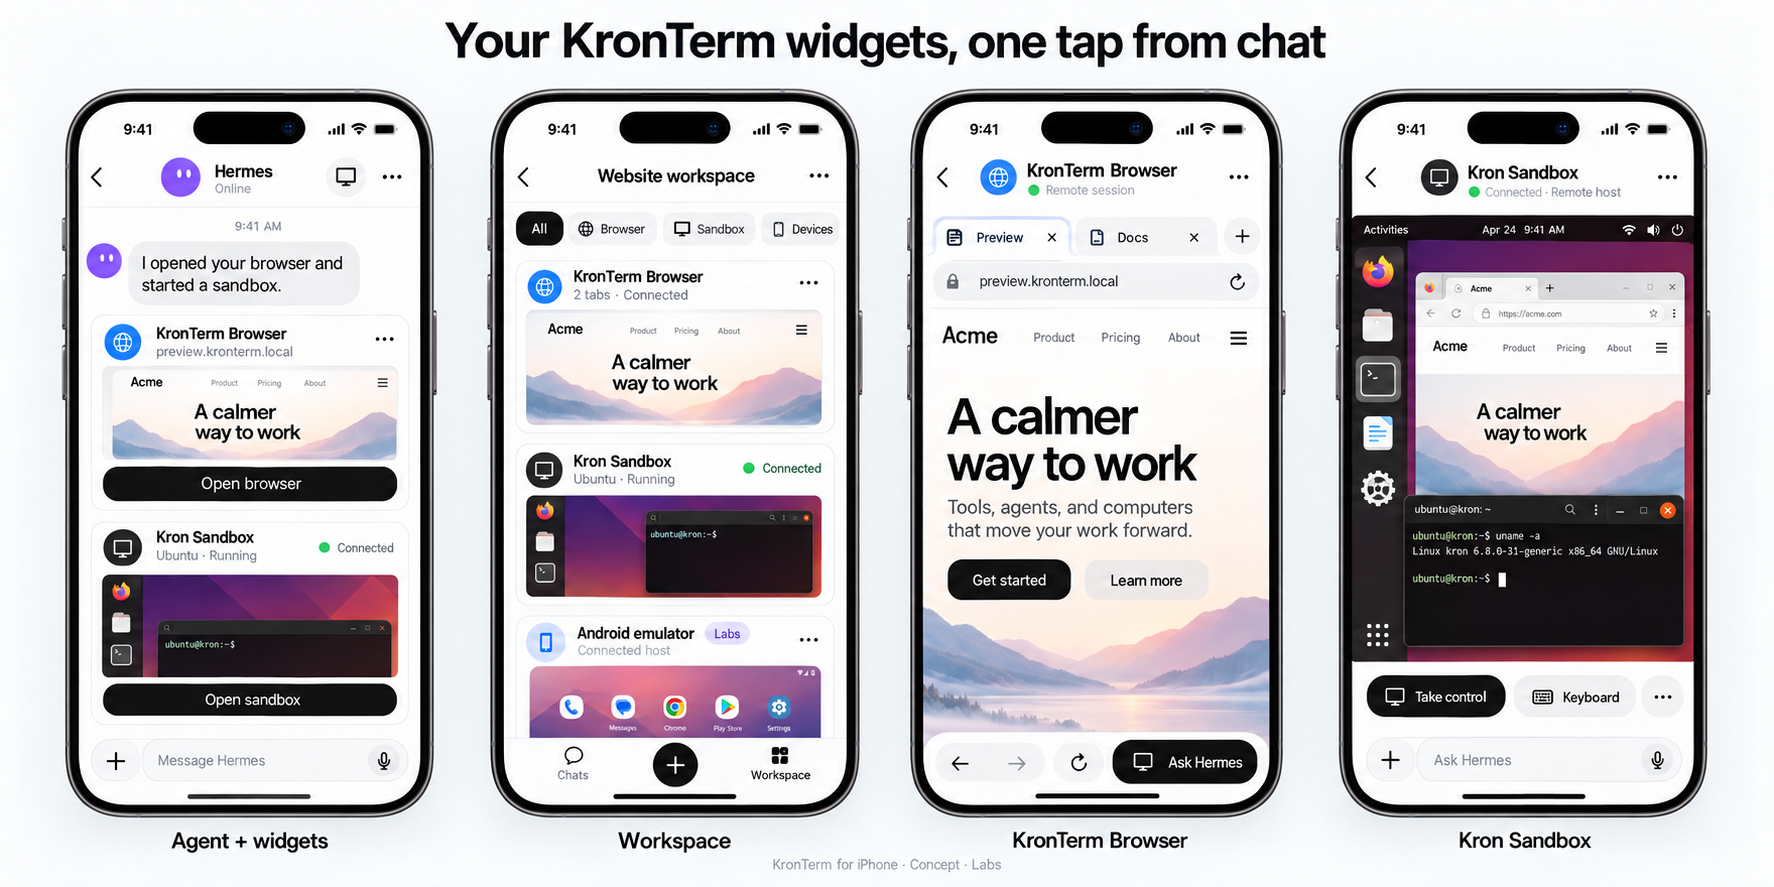 Your KronTerm widgets, one tap from chat
9:41
Hermes
Online
9:41 AM
I opened your browser and
started a sandbox.
KronTerm Browser
preview.kronterm.local
Acme
Product
Pricing
About
A calmer
way to work
Open browser
Kron Sandbox
Ubuntu · Running
Connected
ubuntu@kron:~$
Open sandbox
Message Hermes
Agent + widgets
9:41
Website workspace
All
Browser
Sandbox
Devices
KronTerm Browser
2 tabs · Connected
Acme
Product
Pricing
About
A calmer
way to work
Kron Sandbox
Ubuntu · Running
Connected
ubuntu@kron:~$
Android emulator
Labs
Connected host
Messages
Chrome
Play Store
Settings
Chats
Workspace
Workspace
9:41
KronTerm Browser
Remote session
Preview
Docs
preview.kronterm.local
Acme
Product
Pricing
About
A calmer
way to work
Tools, agents, and computers
that move your work forward.
Get started
Learn more
Ask Hermes
KronTerm Browser
9:41
Kron Sandbox
Connected · Remote host
Activities
Apr 24 9:41 AM
Acme
https://acme.com
Acme
Product
Pricing
About
A calmer
way to work
ubuntu@kron: ~
ubuntu@kron:~$ uname -a
Linux kron 6.8.0-31-generic x86_64 GNU/Linux
ubuntu@kron:~$
Take control
Keyboard
Ask Hermes
Kron Sandbox
KronTerm for iPhone · Concept · Labs